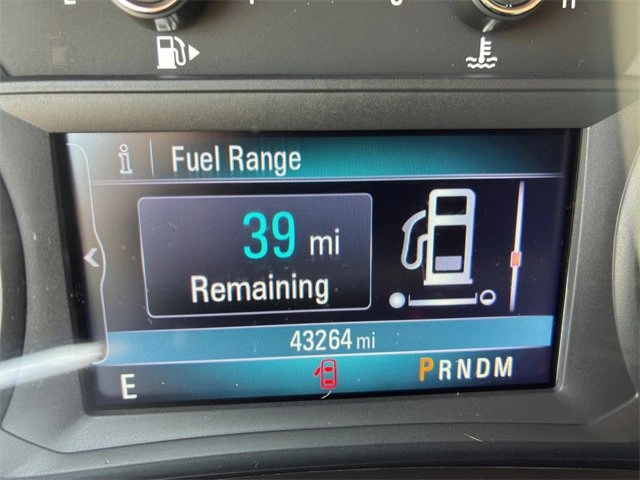 i Fuel Range
39 mi
Remaining
43264 mi
E PRNDM